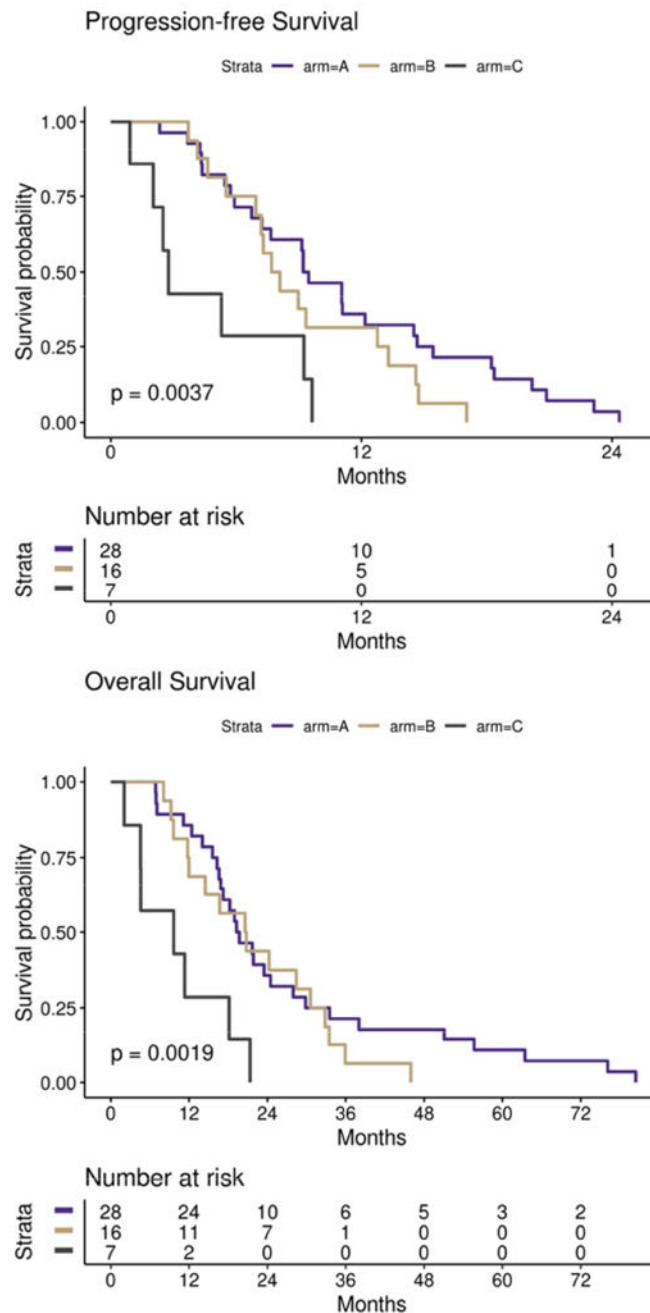 Progression-free Survival
Strata arm=A arm=B arm=C
1.00
0.75
0.50
0.25
0.00
Survival probability
p = 0.0037
0 12 24
Months
Number at risk
Strata
28 10 1
16 5 0
7 0 0
0 12 24
Months
Overall Survival
Strata arm=A arm=B arm=C
1.00
0.75
0.50
0.25
0.00
Survival probability
p = 0.0019
0 12 24 36 48 60 72
Months
Number at risk
Strata
28 24 10 6 5 3 2
16 11 7 1 0 0 0
7 2 0 0 0 0 0
0 12 24 36 48 60 72
Months